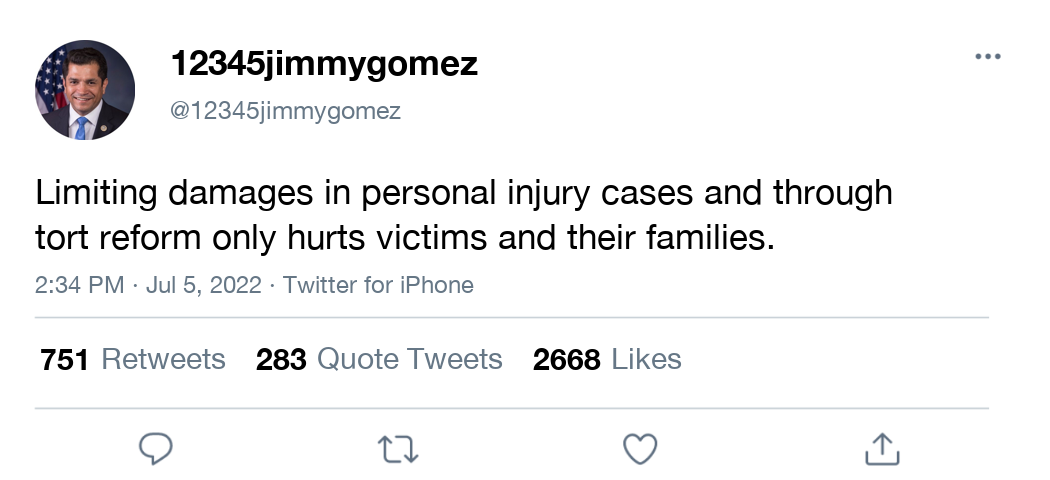 12345jimmygomez
@12345jimmygomez
Limiting damages in personal injury cases and through
tort reform only hurts victims and their families.
2:34 PM · Jul 5, 2022 · Twitter for iPhone
751 Retweets 283 Quote Tweets 2668 Likes